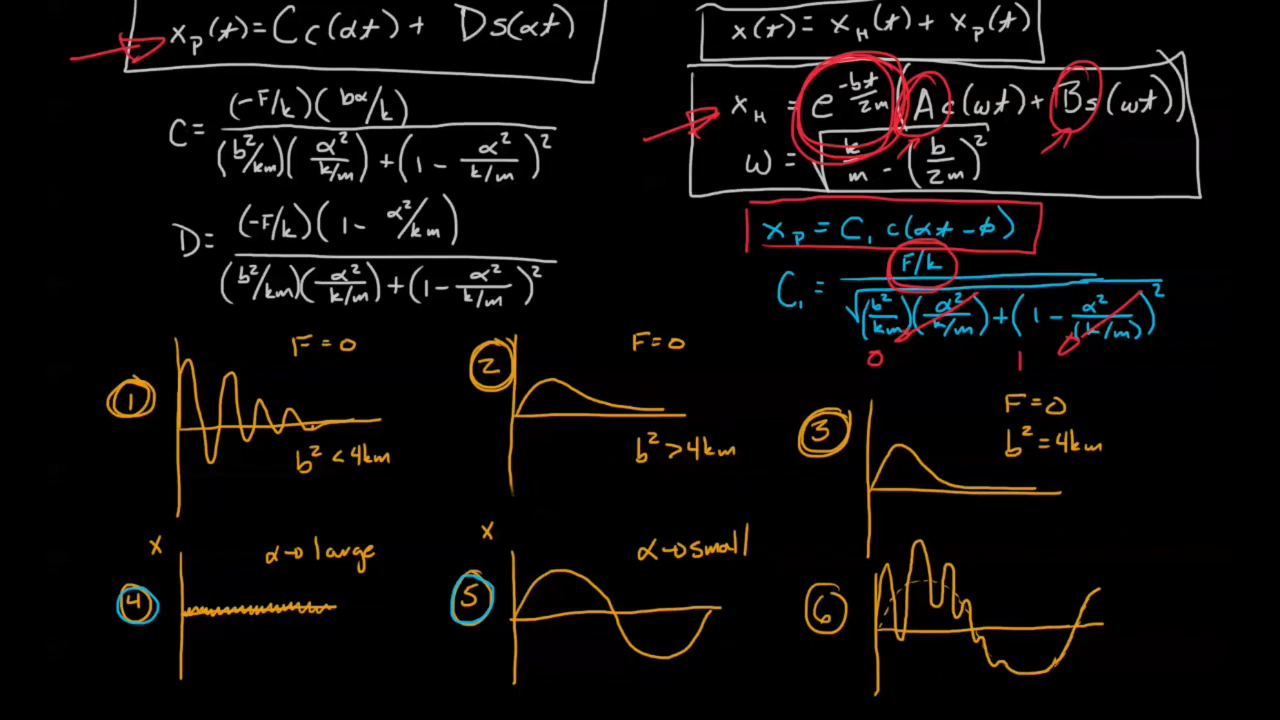 x_P(t) = C c(αt) + D s(αt)
C = (-F/k)(bα/k) / (b²/km)(α²/k/m) + (1 - α²/k/m)²
D = (-F/k)(1 - α²/km) / (b²/km)(α²/k/m) + (1 - α²/k/m)²
x(t) = x_H(t) + x_P(t)
x_H = e^(-bt/2m) (A c(ωt) + B s(ωt))
ω = √(k/m - (b/2m)²)
x_P = C₁ c(αt - ϕ)
C₁ = F/k / √((b²/km)(α²/k/m) + (1 - α²/(k/m))²)
0 1 0
1 F = 0
b² < 4km
2 F = 0
b² > 4km
3 F = 0
b² = 4km
4 x α→large
5 x α→small
6